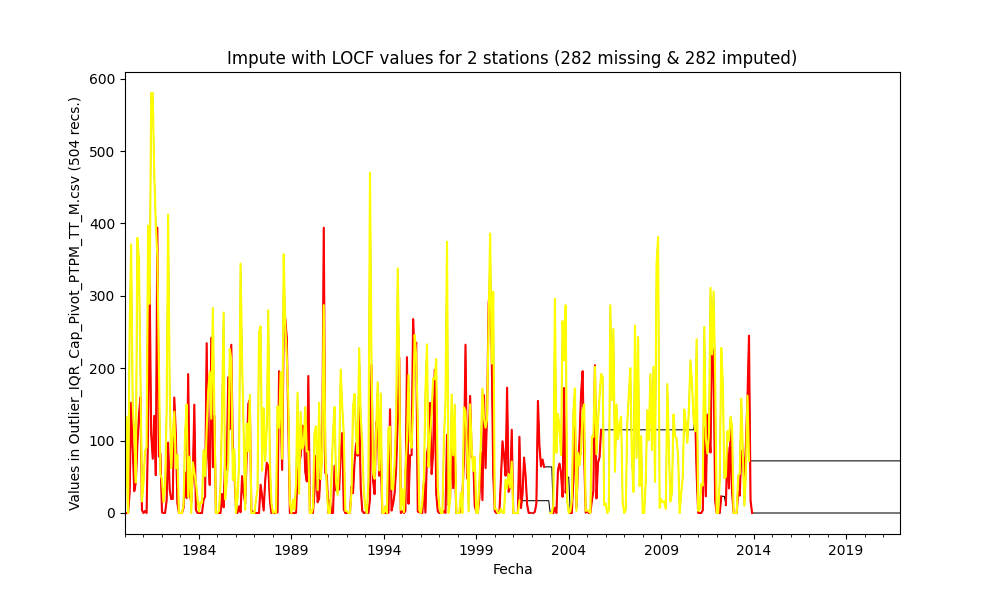 Impute with LOCF values for 2 stations (282 missing & 282 imputed)
Values in Outlier_IQR_Cap_Pivot_PTPM_TT_M.csv (504 recs.)
600
500
400
300
200
100
0
1984 1989 1994 1999 2004 2009 2014 2019
Fecha